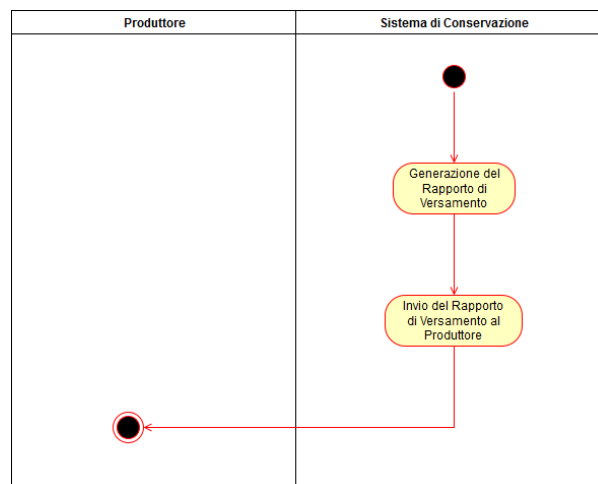 Produttore
Sistema di Conservazione
Generazione del
Rapporto di
Versamento
Invio del Rapporto
di Versamento al
Produttore